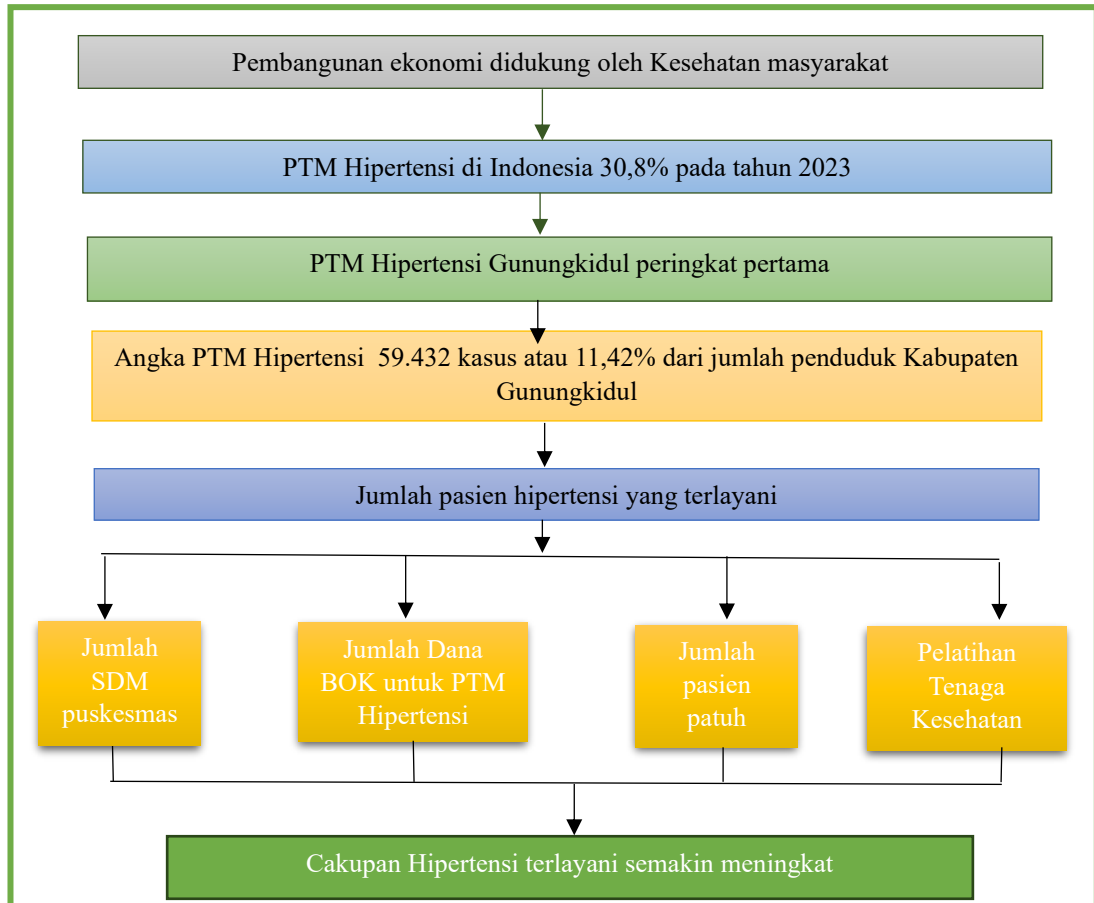 Pembangunan ekonomi didukung oleh Kesehatan masyarakat
PTM Hipertensi di Indonesia 30,8% pada tahun 2023
PTM Hipertensi Gunungkidul peringkat pertama
Angka PTM Hipertensi 59.432 kasus atau 11,42% dari jumlah penduduk Kabupaten
Gunungkidul
Jumlah pasien hipertensi yang terlayani
Jumlah
SDM
puskesmas
Jumlah Dana
BOK untuk PTM
Hipertensi
Jumlah
pasien
patuh
Pelatihan
Tenaga
Kesehatan
Cakupan Hipertensi terlayani semakin meningkat